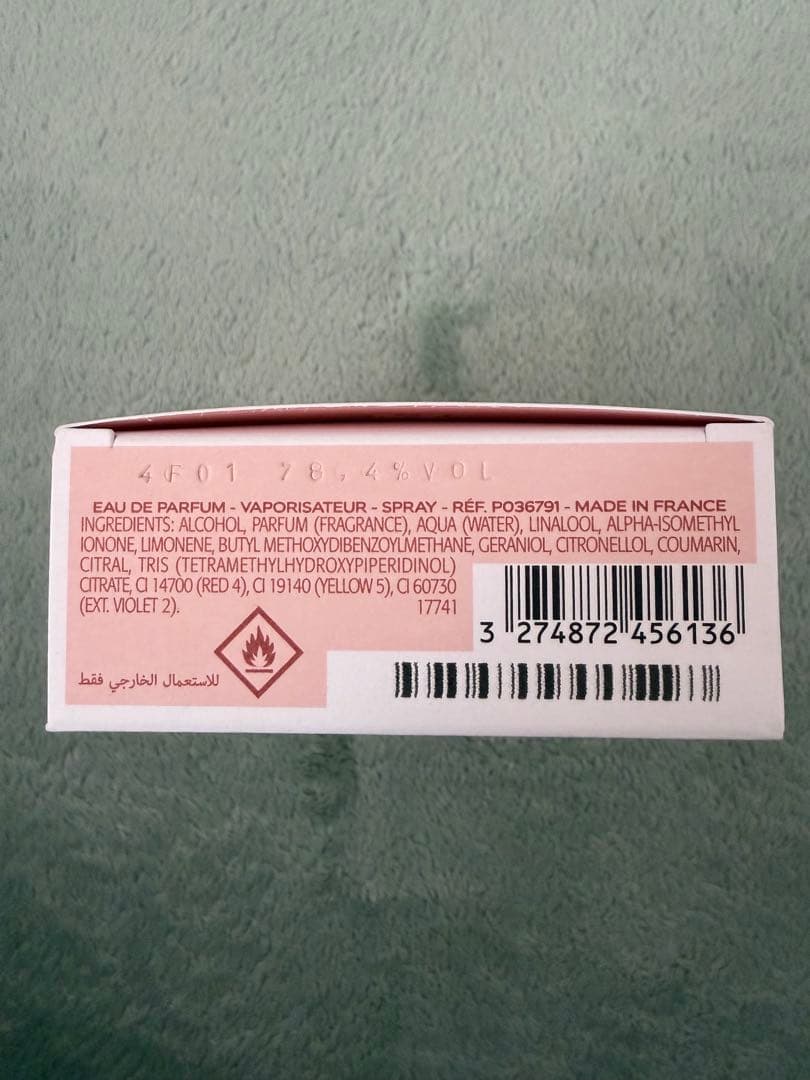 4F01 78,4%VOL
EAU DE PARFUM - VAPORISATEUR - SPRAY - RÉF. P036791 - MADE IN FRANCE
INGREDIENTS: ALCOHOL, PARFUM (FRAGRANCE), AQUA (WATER), LINALOOL, ALPHA-ISOMETHYL
IONONE, LIMONENE, BUTYL METHOXYDIBENZOYLMETHANE, GERANIOL, CITRONELLOL, COUMARIN,
CITRAL, TRIS (TETRAMETHYLHYDROXYPIPERIDINOL)
CITRATE, CI 14700 (RED 4), CI 19140 (YELLOW 5), CI 60730
(EXT. VIOLET 2). 17741
3 274872 456136
للاستعمال الخارجي فقط